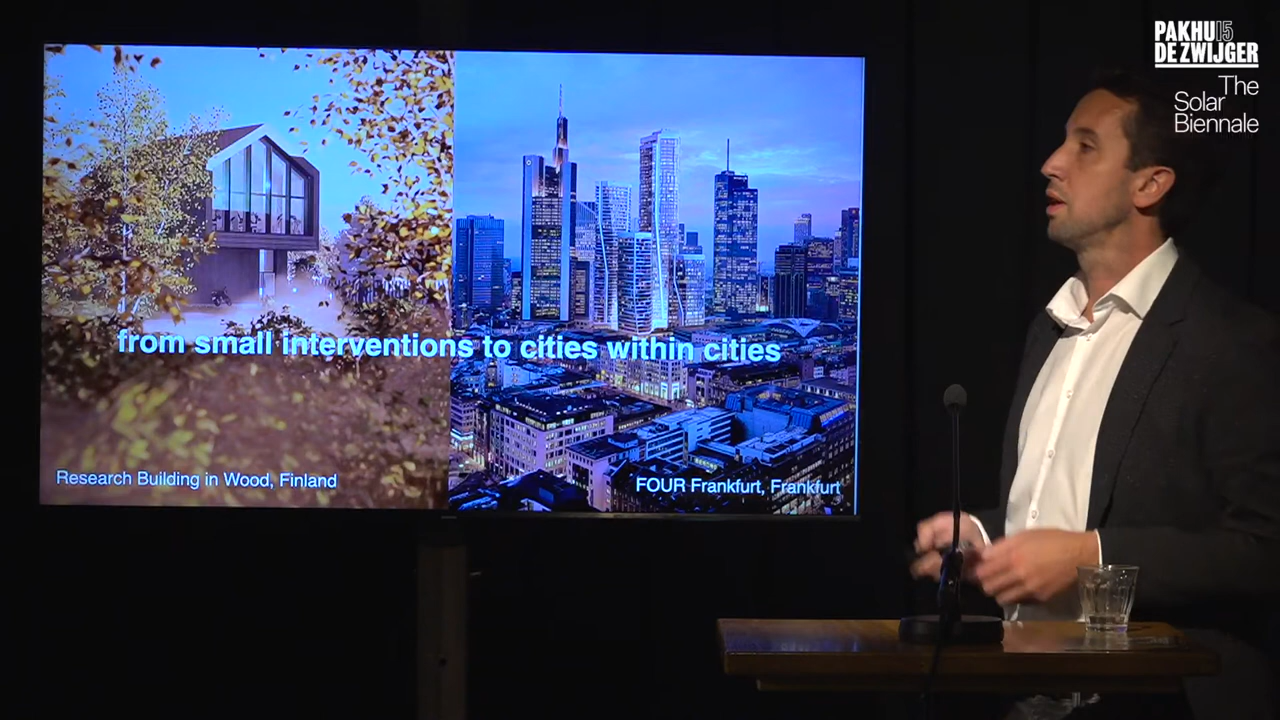 from small interventions to cities within cities
Research Building in Wood, Finland
FOUR Frankfurt, Frankfurt
PAKHUIS
DE ZWIJGER
The
Solar
Biennale